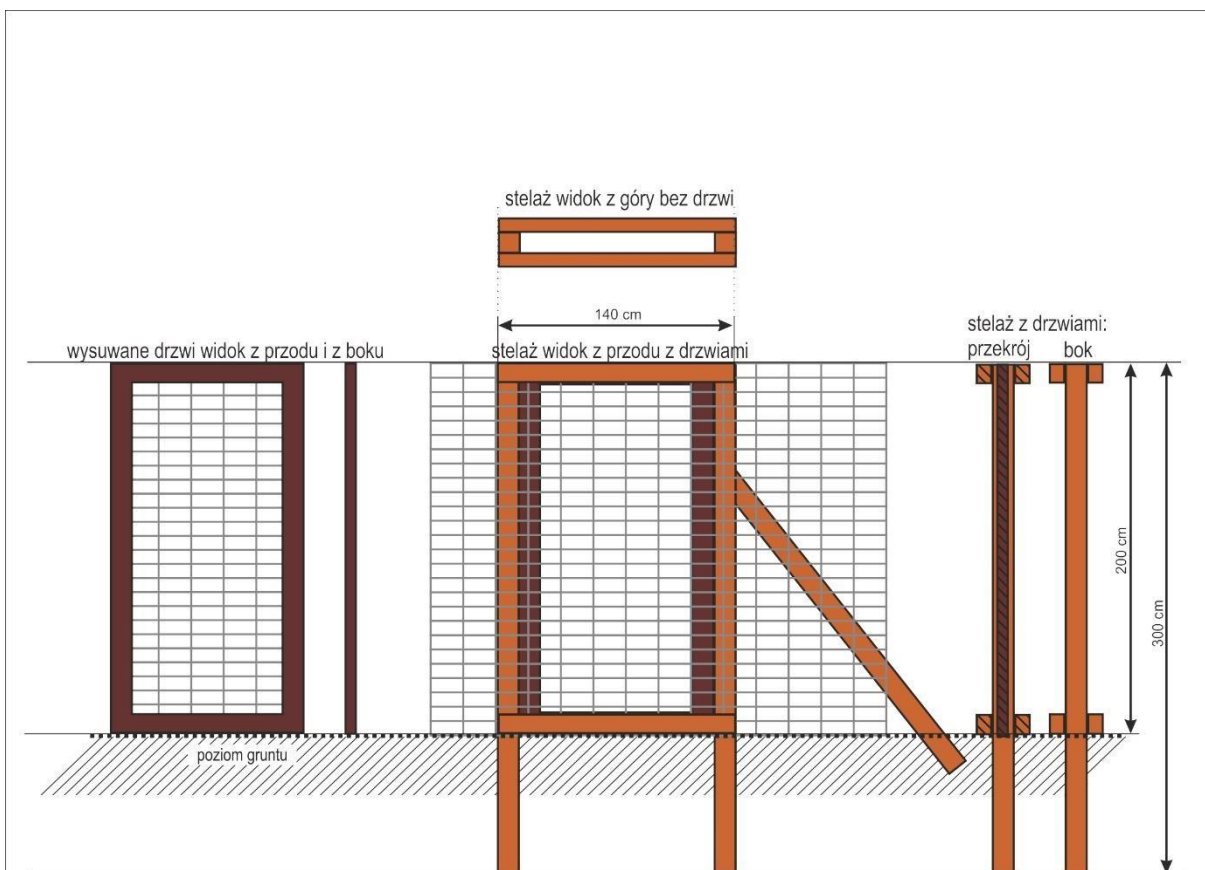 stelaż widok z góry bez drzwi
140 cm
wysuwane drzwi widok z przodu i z boku
stelaż widok z przodu z drzwiami
stelaż z drzwiami:
przekrój
bok
200 cm
300 cm
poziom gruntu